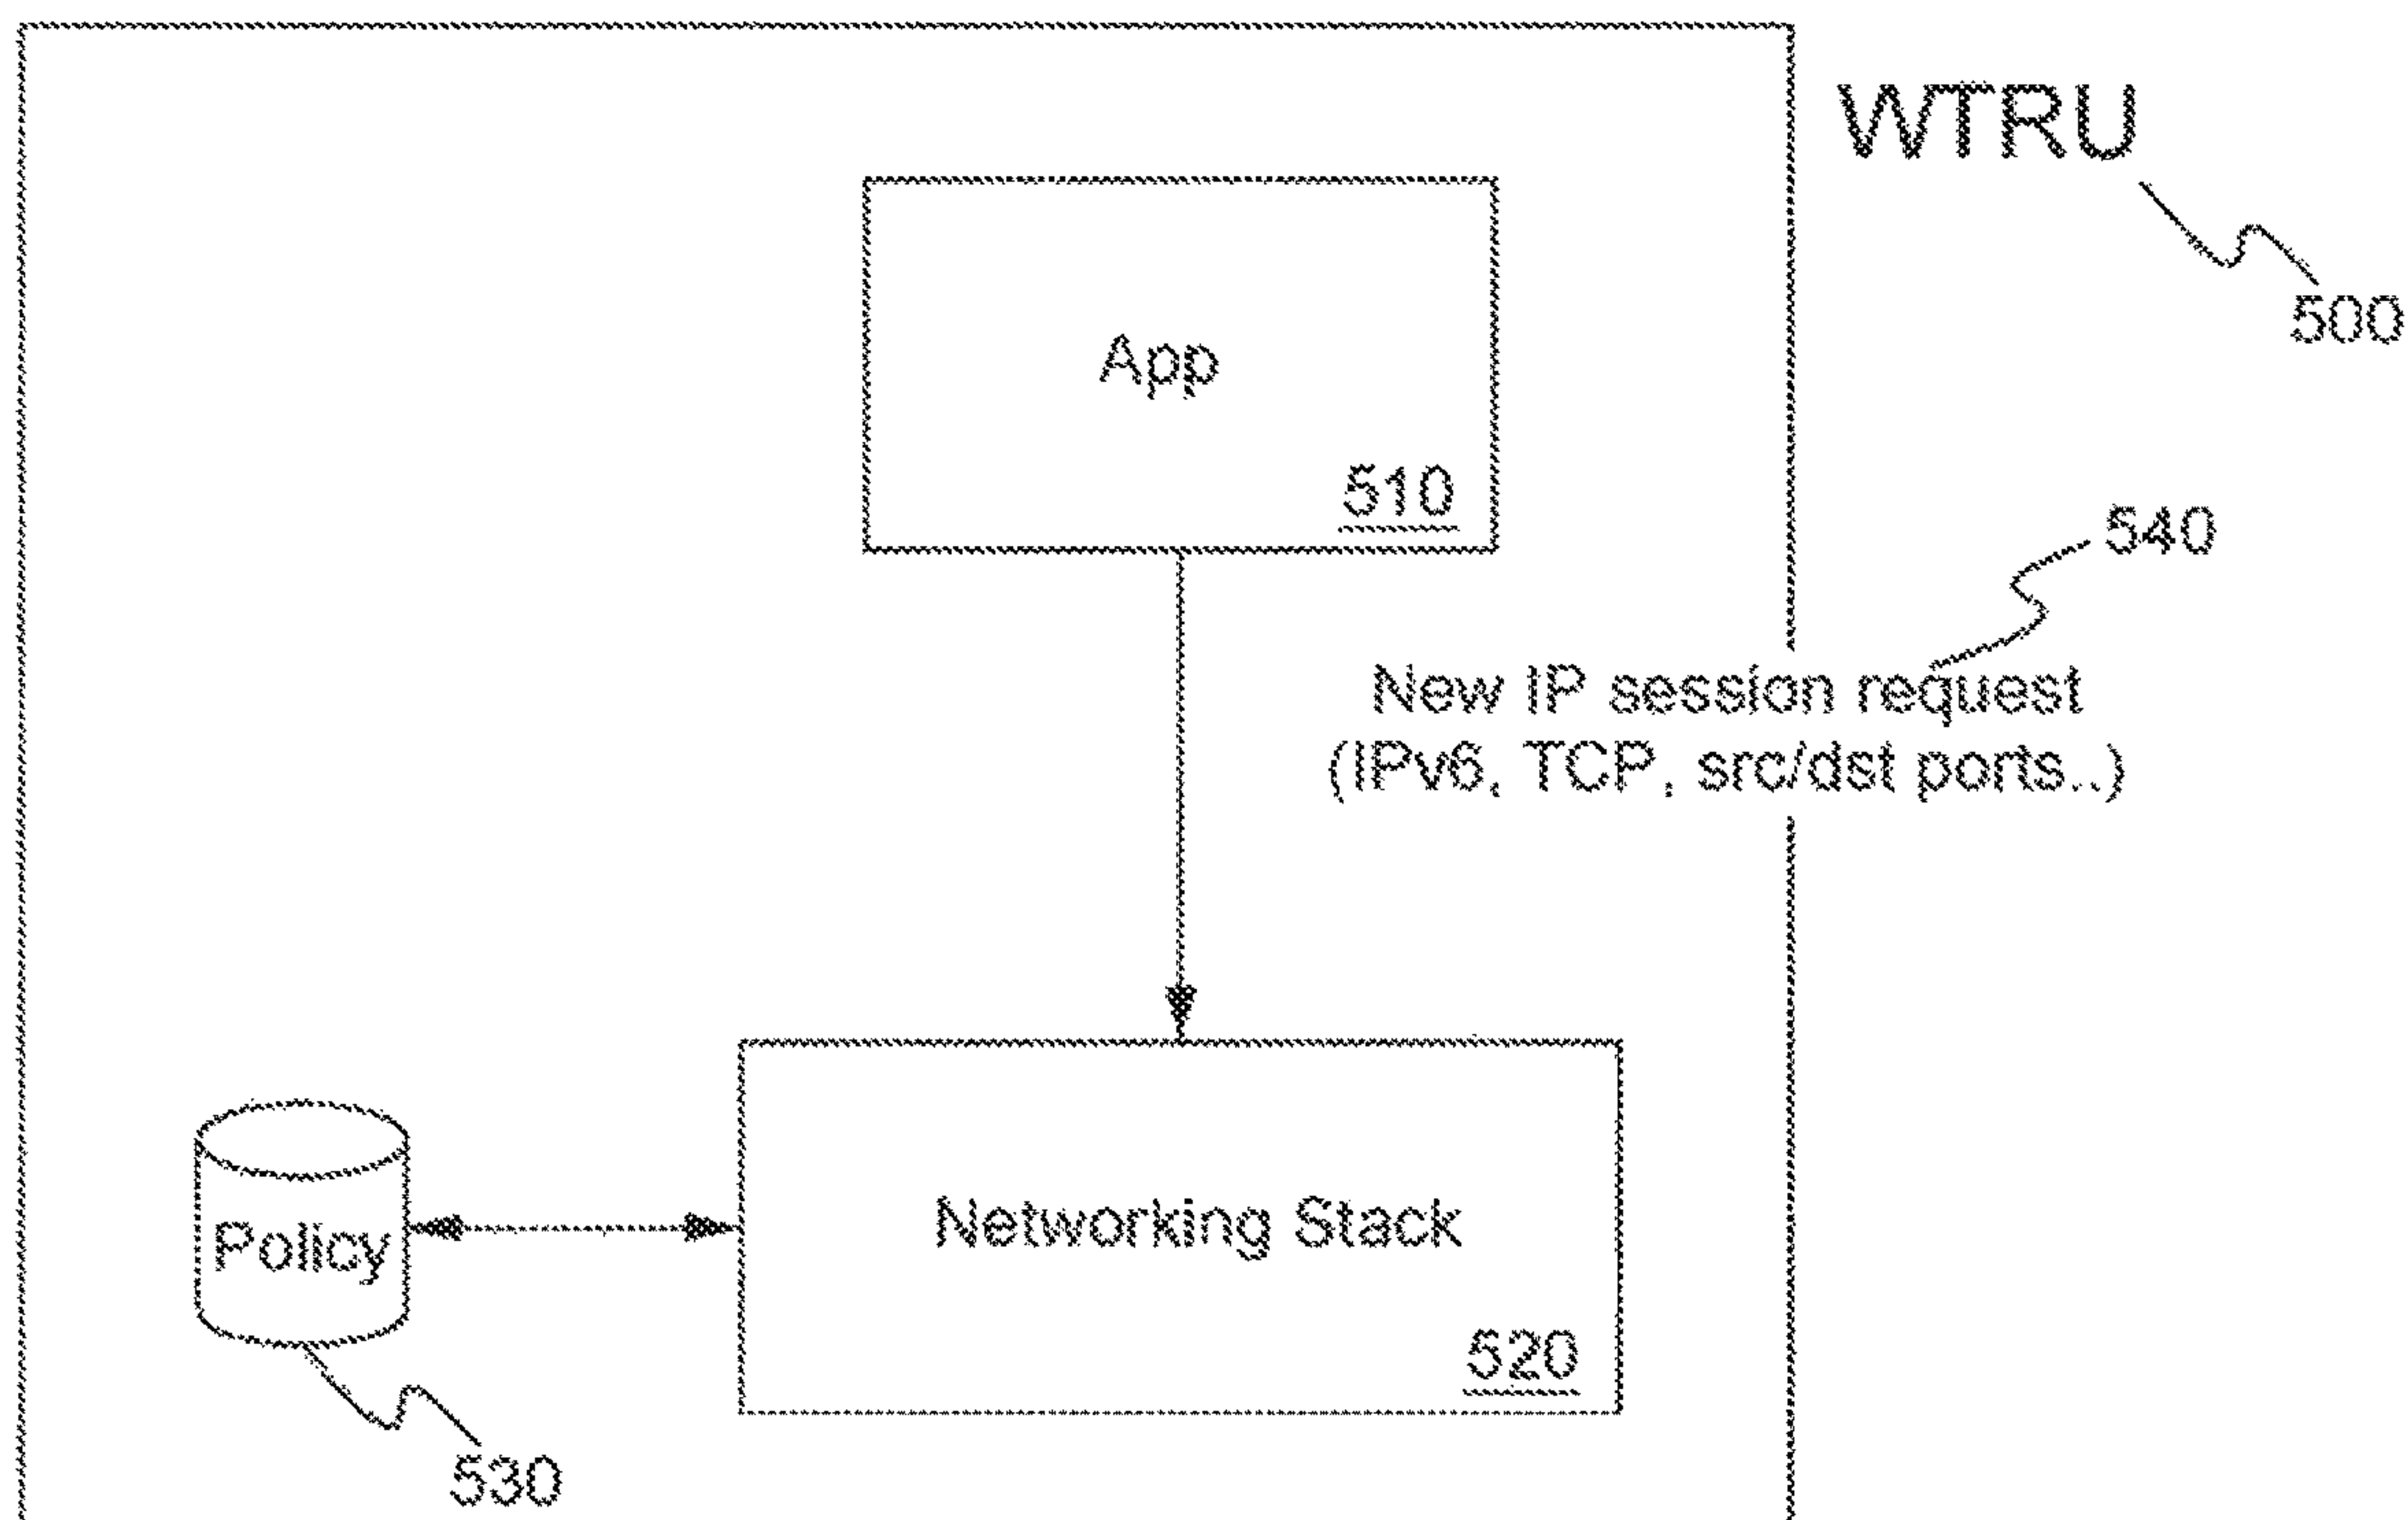 WTRU
500
App
510
540
New IP session request
(IPv6, TCP, src/dst ports..)
Policy
Networking Stack
520
530